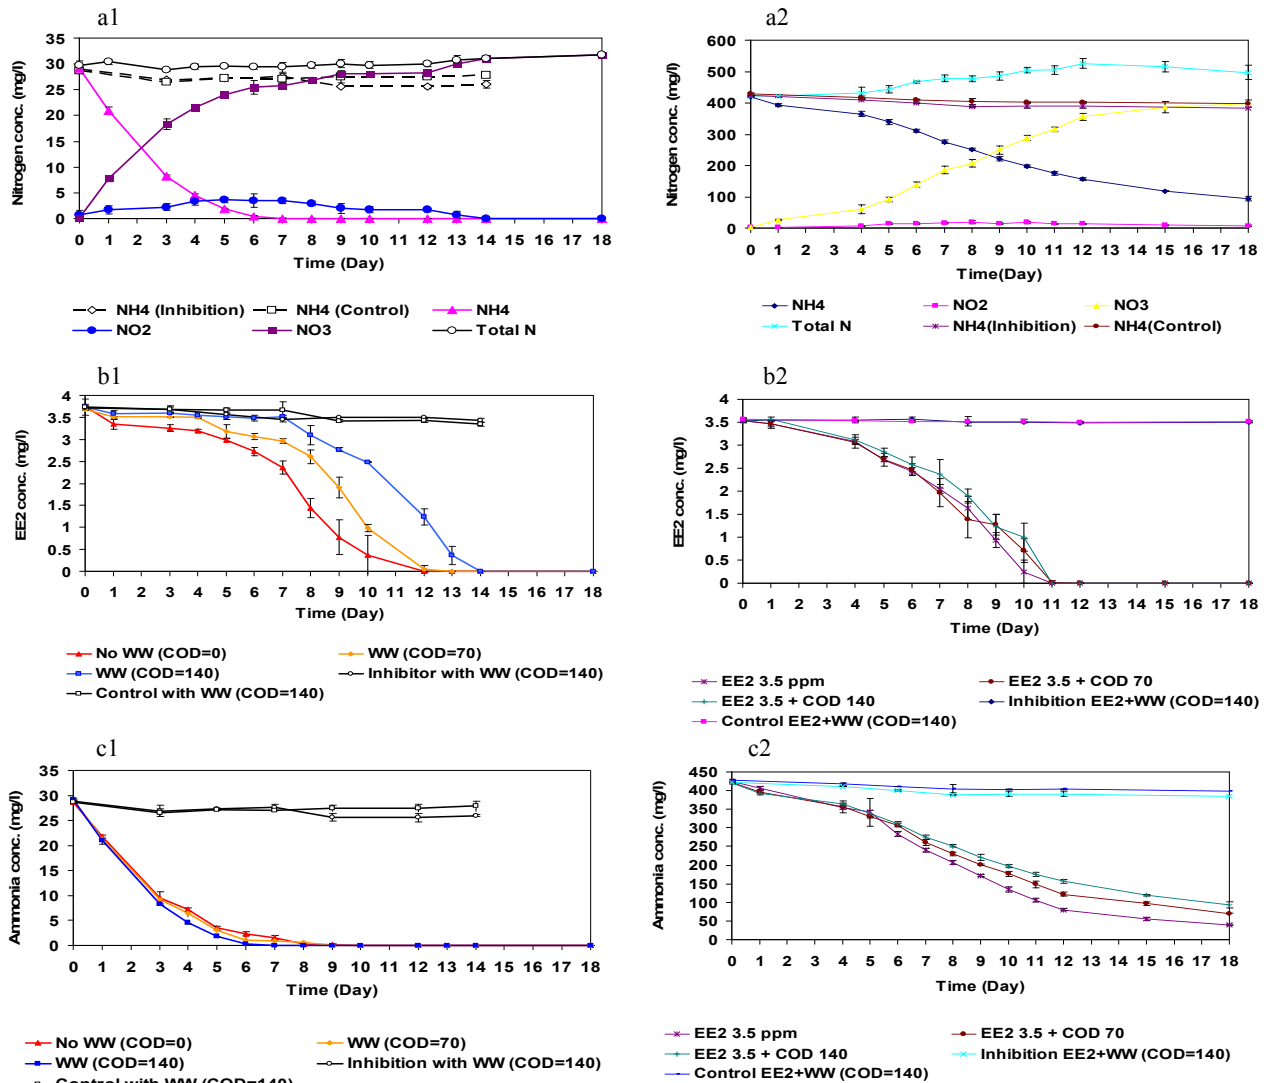 a1
35
30
25
20
15
10
5
0
Nitrogen conc. (mg/l)
0 1 2 3 4 5 6 7 8 9 10 11 12 13 14 15 16 17 18
Time (Day)
NH4 (Inhibition) NH4 (Control) NH4
NO2 NO3 Total N
a2
600
500
400
300
200
100
0
Nitrogen conc. (mg/l)
0 1 2 3 4 5 6 7 8 9 10 11 12 13 14 15 16 17 18
Time(Day)
NH4 NO2 NO3
Total N NH4(Inhibition) NH4(Control)
b1
4
3.5
3
2.5
2
1.5
1
0.5
0
EE2 conc. (mg/l)
0 1 2 3 4 5 6 7 8 9 10 11 12 13 14 15 16 17 18
Time (Day)
No WW (COD=0) WW (COD=70)
WW (COD=140) Inhibitor with WW (COD=140)
Control with WW (COD=140)
b2
4
3.5
3
2.5
2
1.5
1
0.5
0
EE2 conc. (mg/l)
0 1 2 3 4 5 6 7 8 9 10 11 12 13 14 15 16 17 18
Time (Day)
EE2 3.5 ppm EE2 3.5 + COD 70
EE2 3.5 + COD 140 Inhibition EE2+WW (COD=140)
Control EE2+WW (COD=140)
c1
35
30
25
20
15
10
5
0
Ammonia conc. (mg/l)
0 1 2 3 4 5 6 7 8 9 10 11 12 13 14 15 16 17 18
Time (Day)
No WW (COD=0) WW (COD=70)
WW (COD=140) Inhibition with WW (COD=140)
Control with WW (COD=140)
c2
450
400
350
300
250
200
150
100
50
0
Ammonia conc. (mg/l)
0 1 2 3 4 5 6 7 8 9 10 11 12 13 14 15 16 17 18
Time (Day)
EE2 3.5 ppm EE2 3.5 + COD 70
EE2 3.5 + COD 140 Inhibition EE2+WW (COD=140)
Control EE2+WW (COD=140)